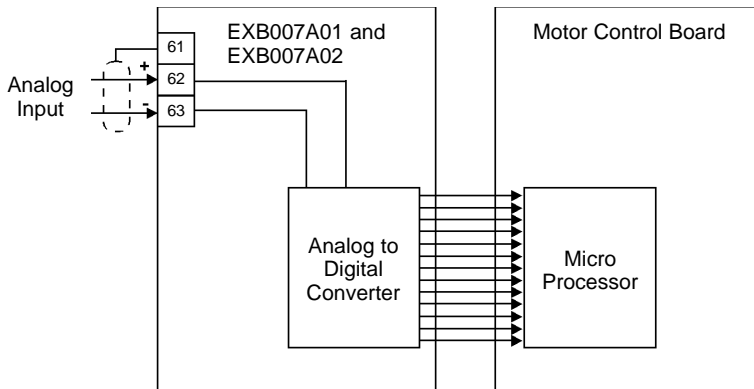 EXB007A01 and
EXB007A02
Motor Control Board
61
+
62
Analog
Input
-
63
Analog to
Digital
Converter
Micro
Processor